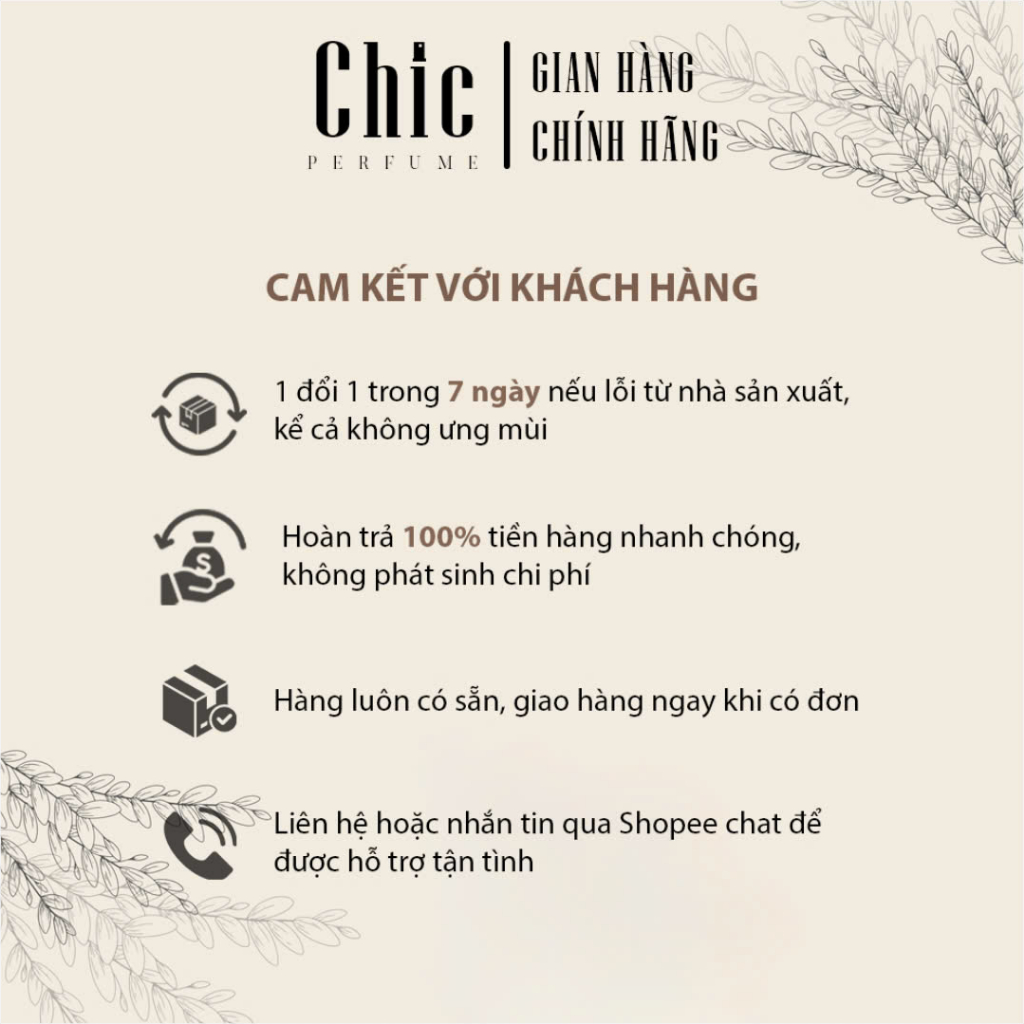 Chic
PERFUME
GIAN HÀNG
CHÍNH HÃNG
CAM KẾT VỚI KHÁCH HÀNG
1 đổi 1 trong 7 ngày nếu lỗi từ nhà sản xuất,
kể cả không ưng mùi
Hoàn trả 100% tiền hàng nhanh chóng,
không phát sinh chi phí
Hàng luôn có sẵn, giao hàng ngay khi có đơn
Liên hệ hoặc nhắn tin qua Shopee chat để
được hỗ trợ tận tình